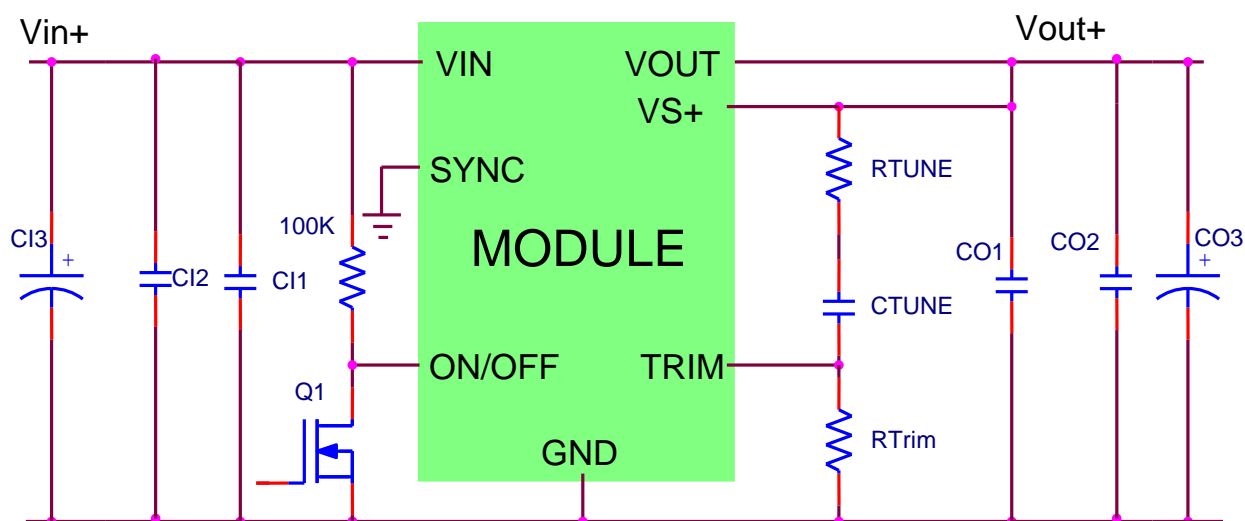 Vin+
Vout+
VIN
VOUT
VS+
SYNC
RTUNE
100K
MODULE
CI3
+
CI2
CI1
CO1
CO2
CO3
+
CTUNE
ON/OFF
TRIM
Q1
RTrim
GND